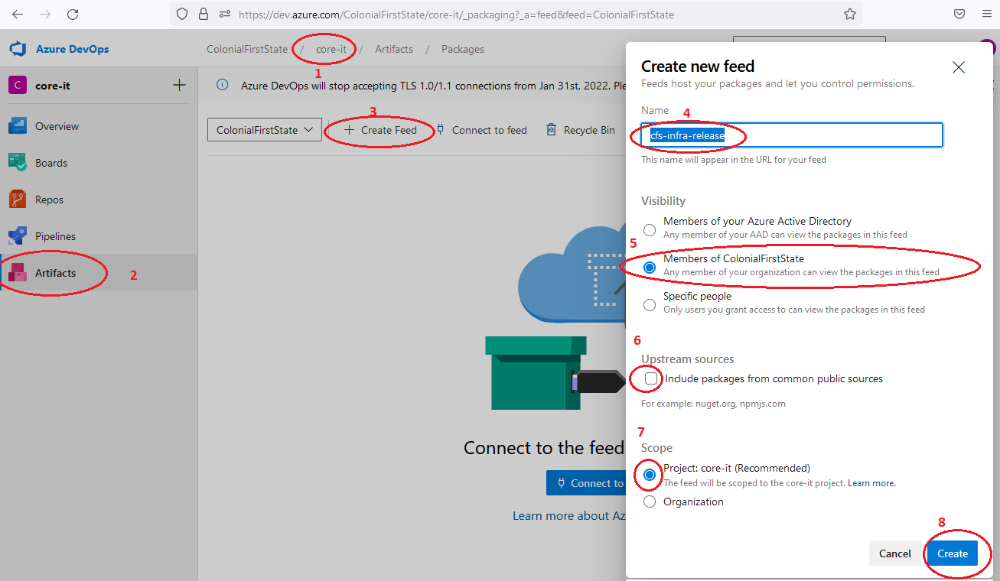 https://dev.azure.com/ColonialFirstState/core-it/_packaging?_a=feed&feed=ColonialFirstState
Azure DevOps
ColonialFirstState / core-it / Artifacts / Packages
1
C core-it
Azure DevOps will stop accepting TLS 1.0/1.1 connections from Jan 31st, 2022. Ple
3
ColonialFirstState
Create Feed
Connect to feed
Recycle Bin
Overview
Boards
Repos
Pipelines
Artifacts
2
Connect to the feed
Connect to
Learn more about Az
Create new feed
Feeds host your packages and let you control permissions.
Name
4
cfs-infra-release
This name will appear in the URL for your feed
Visibility
Members of your Azure Active Directory
Any member of your AAD can view the packages in this feed
5
Members of ColonialFirstState
Any member of your organization can view the packages in this feed
Specific people
Only users you grant access to can view the packages in this feed
6
Upstream sources
Include packages from common public sources
For example: nuget.org, npmjs.com
7
Scope
Project: core-it (Recommended)
The feed will be scoped to the core-it project. Learn more.
Organization
8
Cancel
Create